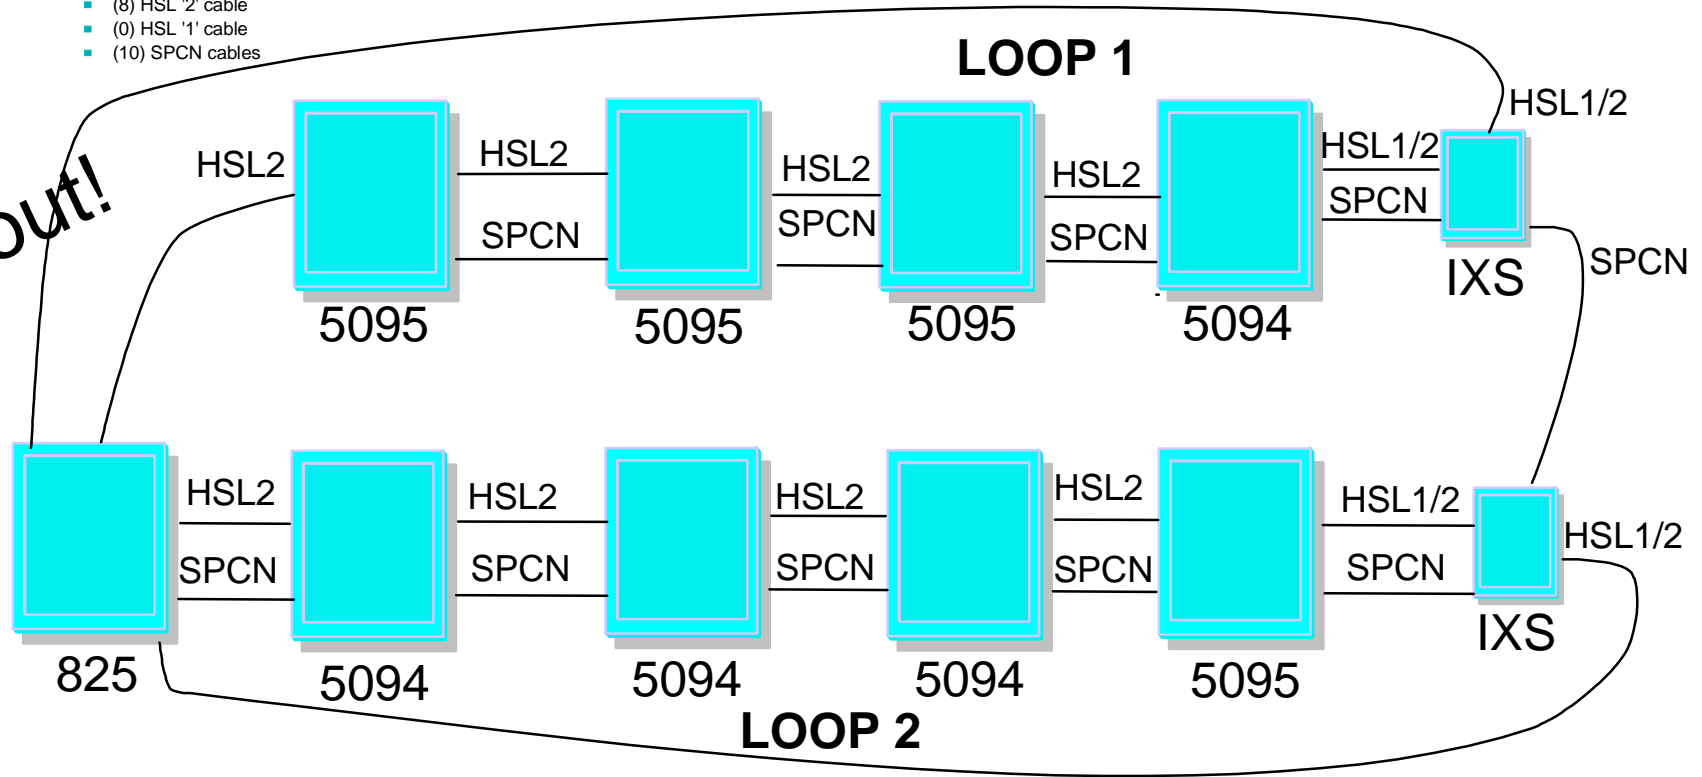 (8) HSL '2' cable
(0) HSL '1' cable
(10) SPCN cables
LOOP 1
HSL1/2
HSL2
HSL2
HSL2
HSL2
HSL1/2
SPCN
SPCN
SPCN
SPCN
SPCN
out!
5095
5095
5095
5094
IXS
HSL2
HSL2
HSL2
HSL2
HSL1/2
HSL1/2
SPCN
SPCN
SPCN
SPCN
SPCN
825
5094
5094
5094
5095
IXS
LOOP 2